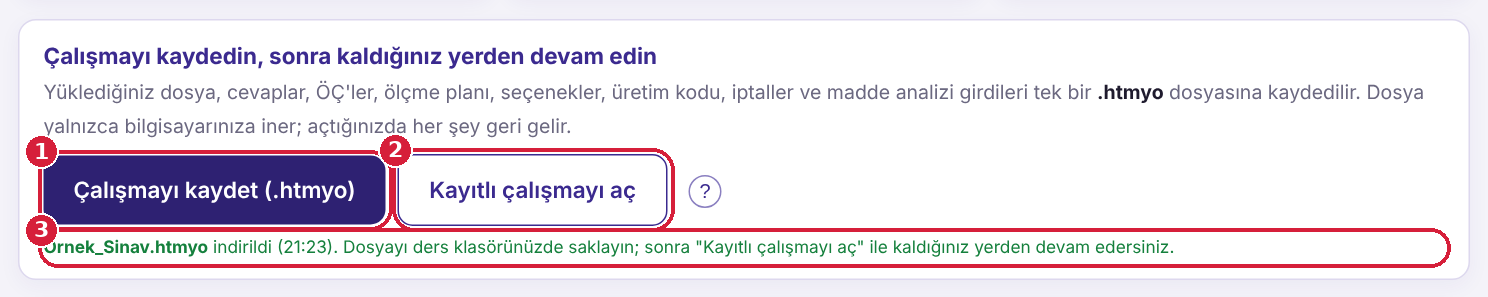 Çalışmayı kaydedin, sonra kaldığınız yerden devam edin
Yüklediğiniz dosya, cevaplar, ÖÇ'ler, ölçme planı, seçenekler, üretim kodu, iptaller ve madde analizi girdileri tek bir .htmyo dosyasına kaydedilir. Dosya
yalnızca bilgisayarınıza iner; açtığınızda her şey geri gelir.
1 2
Çalışmayı kaydet (.htmyo) Kayıtlı çalışmayı aç ?
3
Örnek_Sinav.htmyo indirildi (21:23). Dosyayı ders klasörünüzde saklayın; sonra "Kayıtlı çalışmayı aç" ile kaldığınız yerden devam edersiniz.